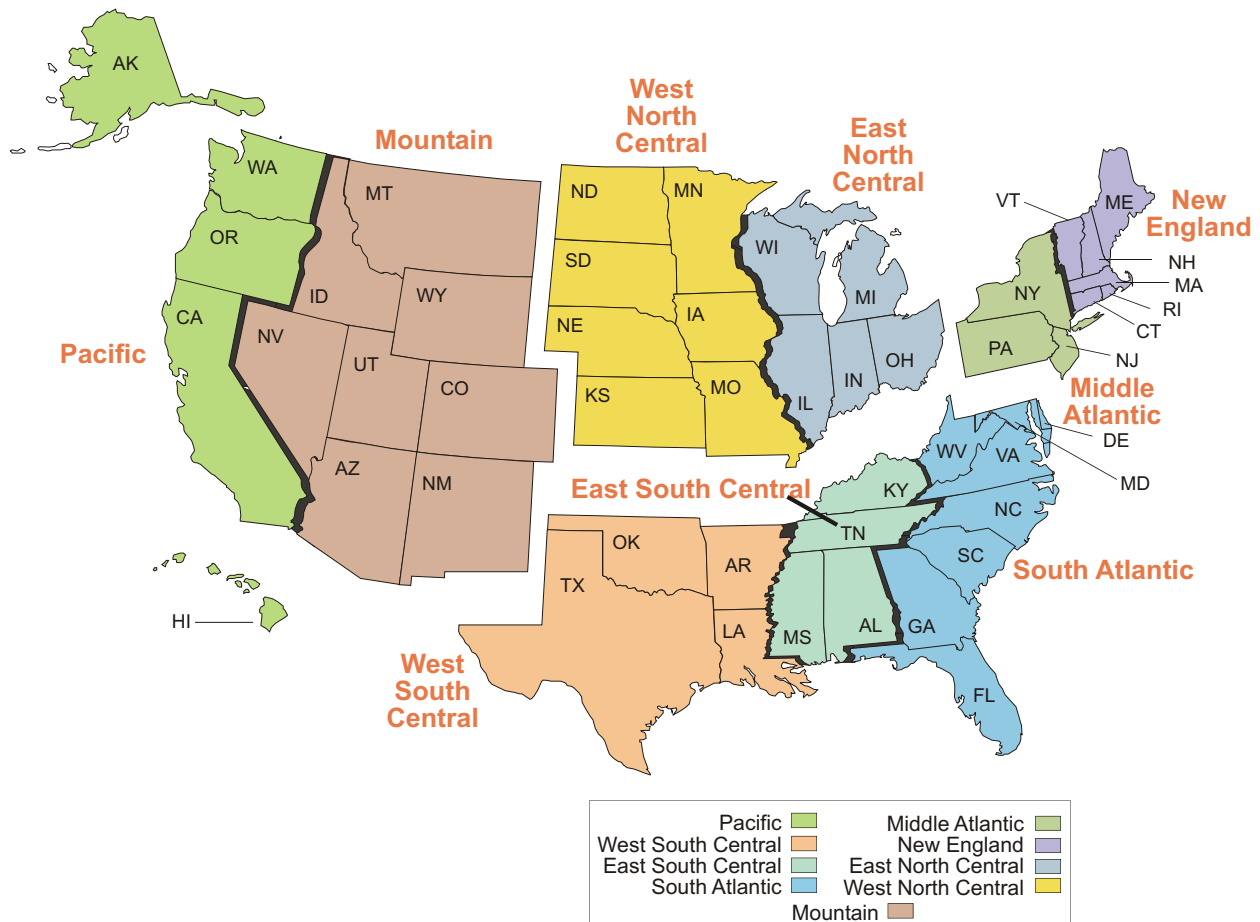 AK
West
North
Central
Mountain
East
North
Central
WA
MT
ND
MN
VT
ME
New
England
OR
SD
WI
NH
MA
ID
WY
MI
NY
RI
CA
NV
NE
IA
CT
Pacific
UT
CO
KS
MO
IL
IN
OH
PA
NJ
Middle
Atlantic
DE
WV
VA
MD
AZ
NM
East South Central
KY
NC
TN
OK
AR
SC
South Atlantic
TX
HI
LA
MS
AL
GA
West
South
Central
FL
Pacific
Middle Atlantic
West South Central
New England
East South Central
East North Central
South Atlantic
West North Central
Mountain